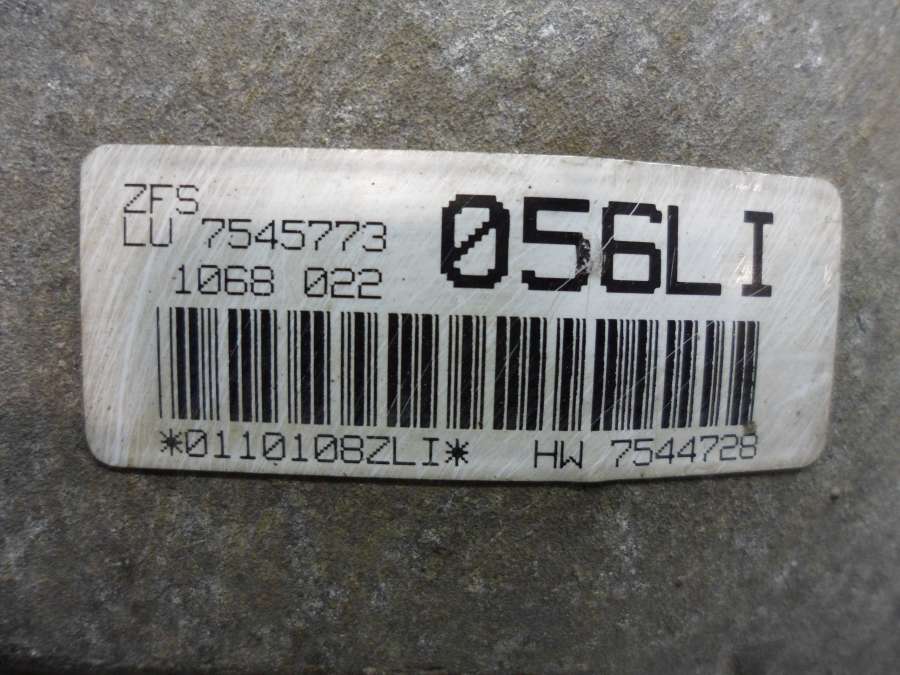 ZFS
LU 7545773
1068 022
056LI
*0110108ZLI*
HW 7544728